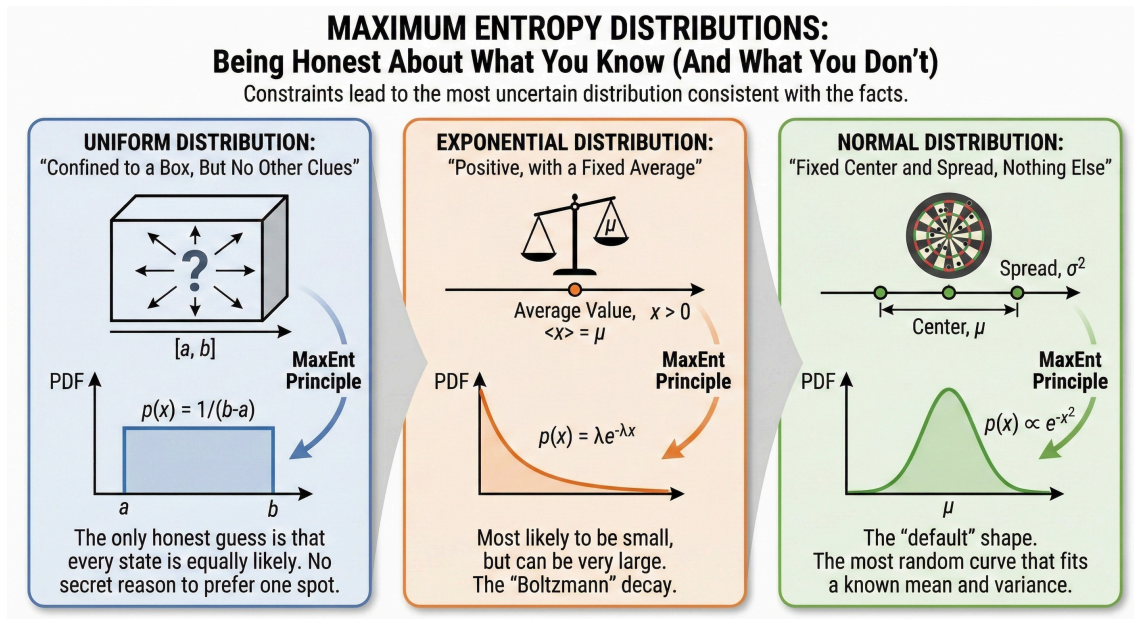 MAXIMUM ENTROPY DISTRIBUTIONS:
Being Honest About What You Know (And What You Don't)
Constraints lead to the most uncertain distribution consistent with the facts.
UNIFORM DISTRIBUTION:
“Confined to a Box, But No Other Clues”
?
[a, b]
MaxEnt
Principle
PDF
p(x) = 1/(b-a)
a
b
The only honest guess is that
every state is equally likely. No
secret reason to prefer one spot.
EXPONENTIAL DISTRIBUTION:
“Positive, with a Fixed Average”
μ
Average Value, x > 0
<x> = μ
MaxEnt
Principle
PDF
p(x) = λe^{-λx}
Most likely to be small,
but can be very large.
The “Boltzmann” decay.
NORMAL DISTRIBUTION:
“Fixed Center and Spread, Nothing Else”
Spread, σ²
Center, μ
MaxEnt
Principle
PDF
p(x) ∝ e^{-x²}
μ
The “default” shape.
The most random curve that fits
a known mean and variance.